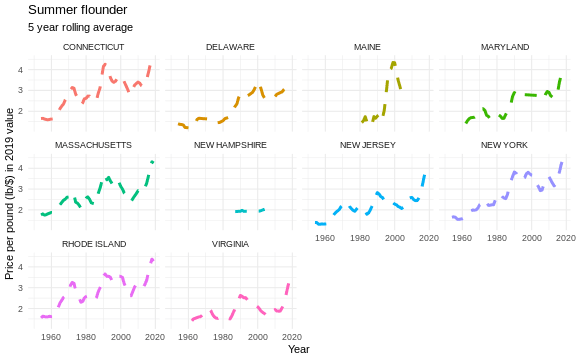 Summer flounder
5 year rolling average
CONNECTICUT
DELAWARE
MAINE
MARYLAND
4
3
2
MASSACHUSETTS
NEW HAMPSHIRE
NEW JERSEY
NEW YORK
4
3
2
1960
1980
2000
2020
1960
1980
2000
2020
RHODE ISLAND
VIRGINIA
4
3
2
1960
1980
2000
2020
1960
1980
2000
2020
Year
Price per pound (lb/$) in 2019 value